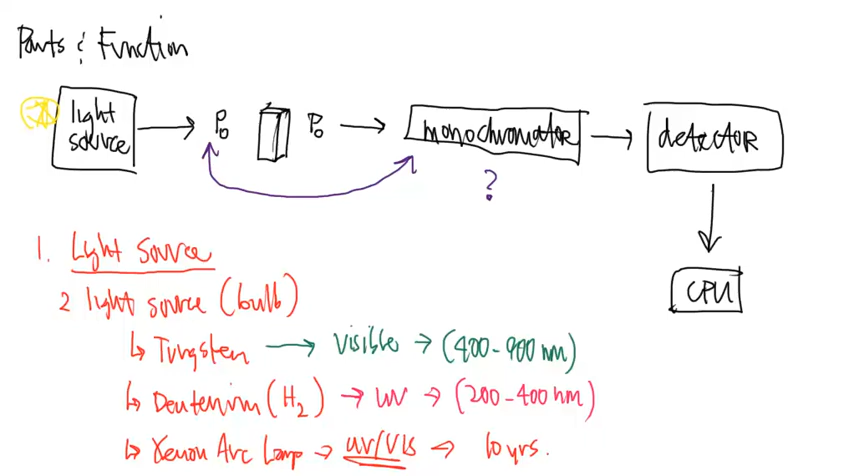 Parts & Function
light source → P₀ P₀ → monochromator → detector
?
CPU
1. Light Source
2 light source (bulb)
↳ Tungsten → visible → (400-900 nm)
↳ Deuterium (H₂) → UV → (200-400 nm)
↳ Xenon Arc Lamp → UV/VIS → 10 yrs.